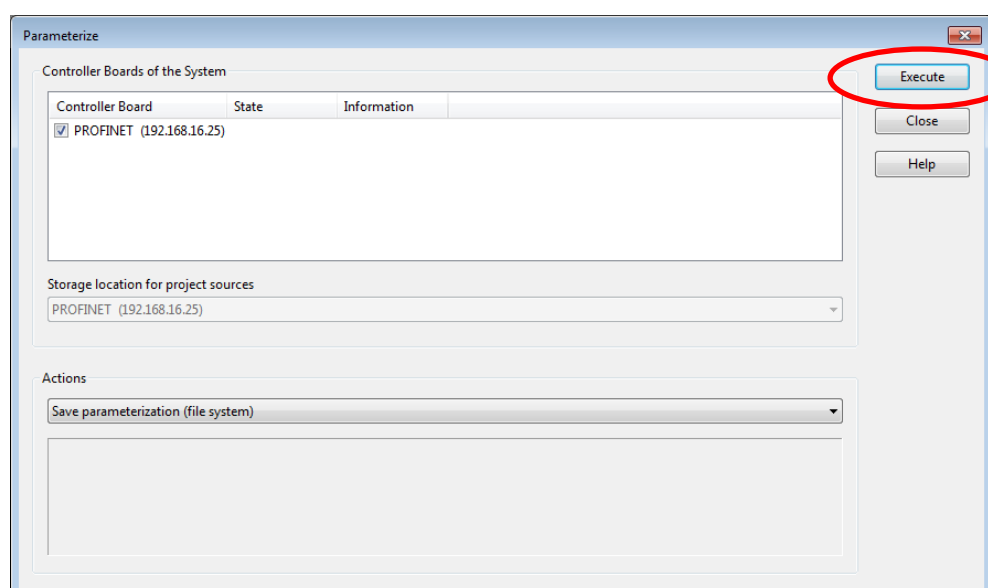 Parameterize
Controller Boards of the System
Execute
Controller Board State Information
PROFINET (192.168.16.25)
Close
Help
Storage location for project sources
PROFINET (192.168.16.25)
Actions
Save parameterization (file system)